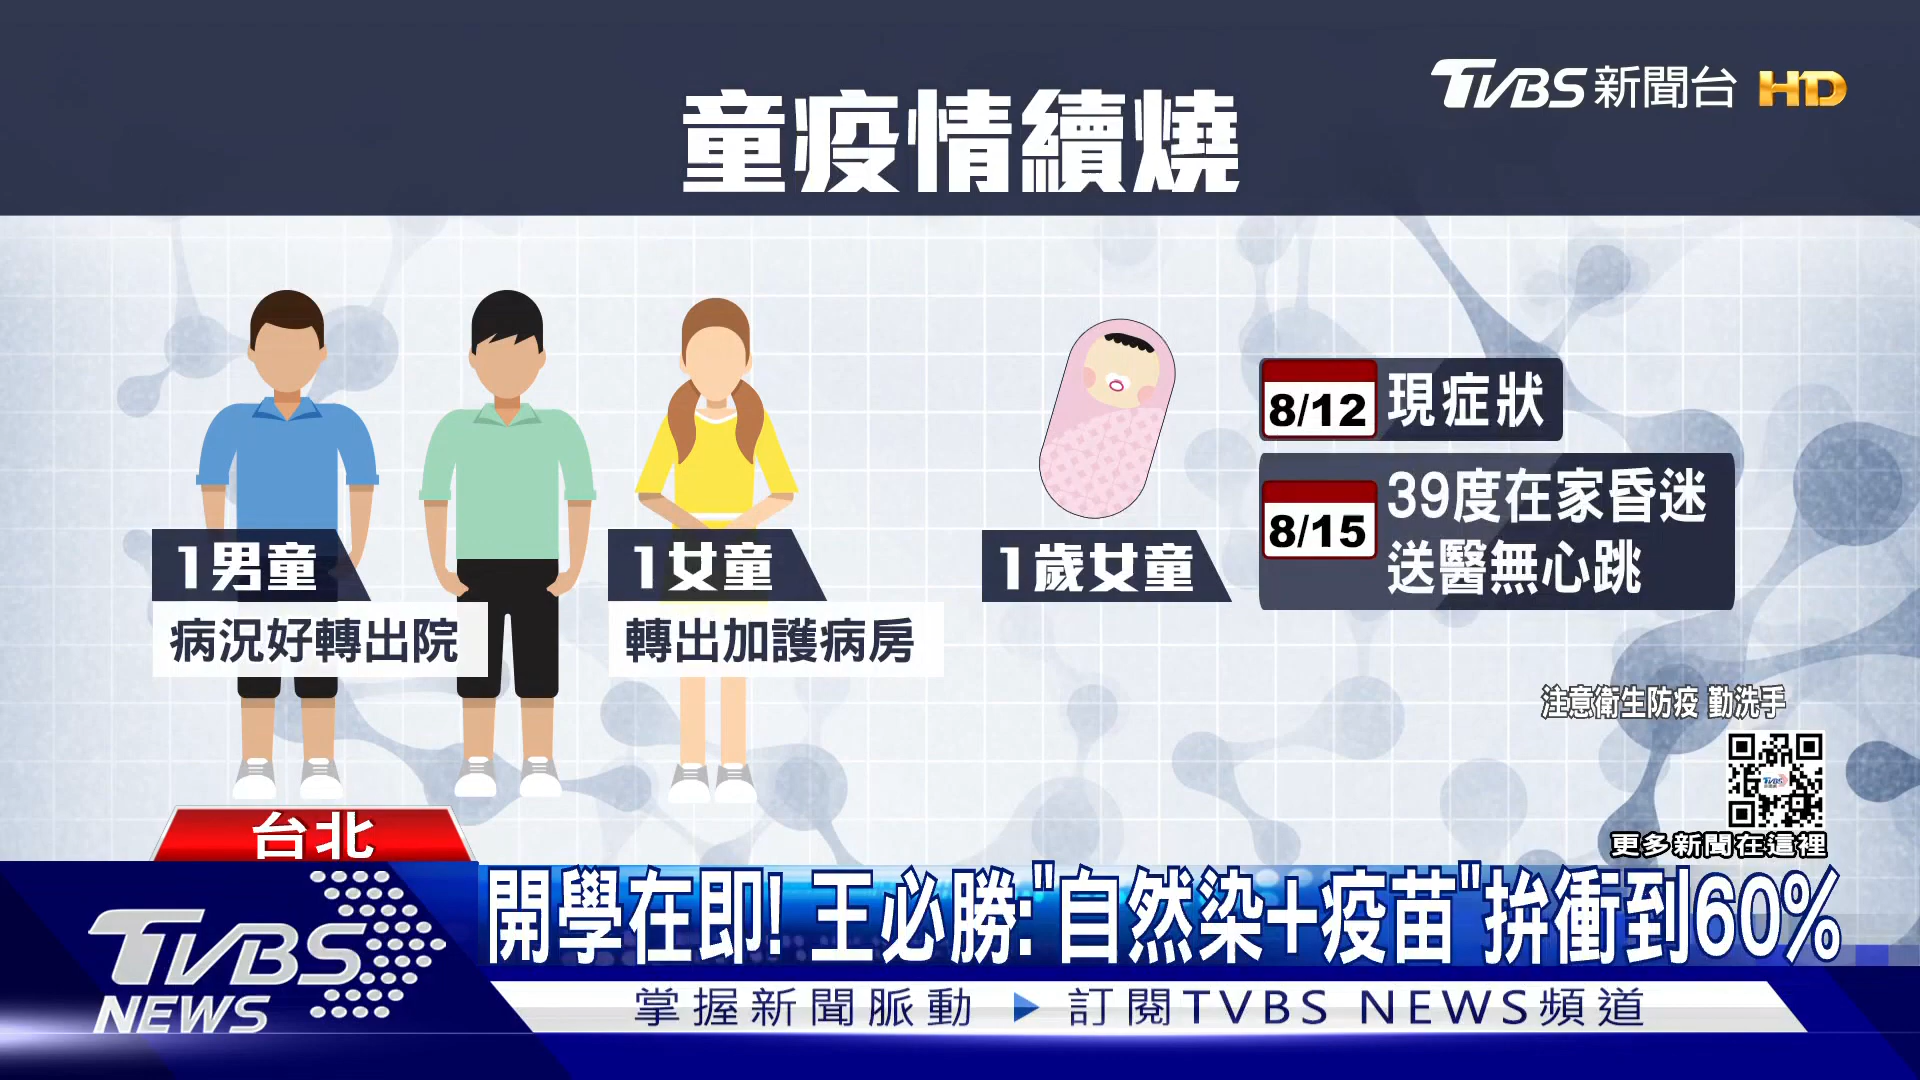 TVBS新聞台 HD
童疫情續燒
8/12 現症狀
8/15 39度在家昏迷
送醫無心跳
1男童
病況好轉出院
1女童
轉出加護病房
1歲女童
注意衛生防疫 勤洗手
TVBS
更多新聞在這裡
台北
開學在即! 王必勝:"自然染+疫苗"拚衝到60%
TVBS
NEWS
掌握新聞脈動 ▶ 訂閱TVBS NEWS頻道